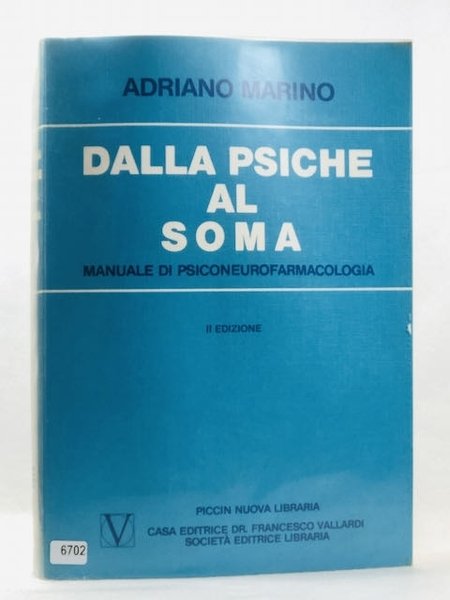 ADRIANO MARINO
DALLA PSICHE
AL
SOMA
MANUALE DI PSICONEUROFARMACOLOGIA
II EDIZIONE
PICCIN NUOVA LIBRARIA
CASA EDITRICE DR. FRANCESCO VALLARDI
SOCIETÀ EDITRICE LIBRARIA
V
6702